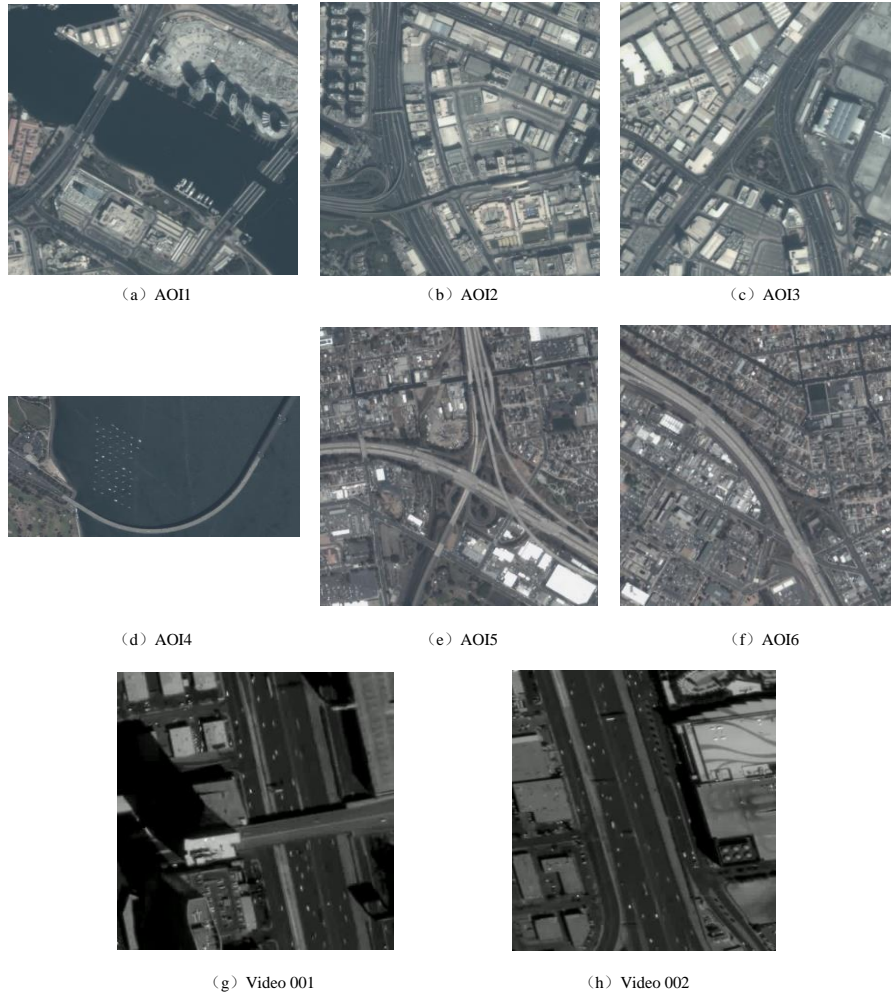 （a）AOI1
（b）AOI2
（c）AOI3
（d）AOI4
（e）AOI5
（f）AOI6
（g）Video 001
（h）Video 002